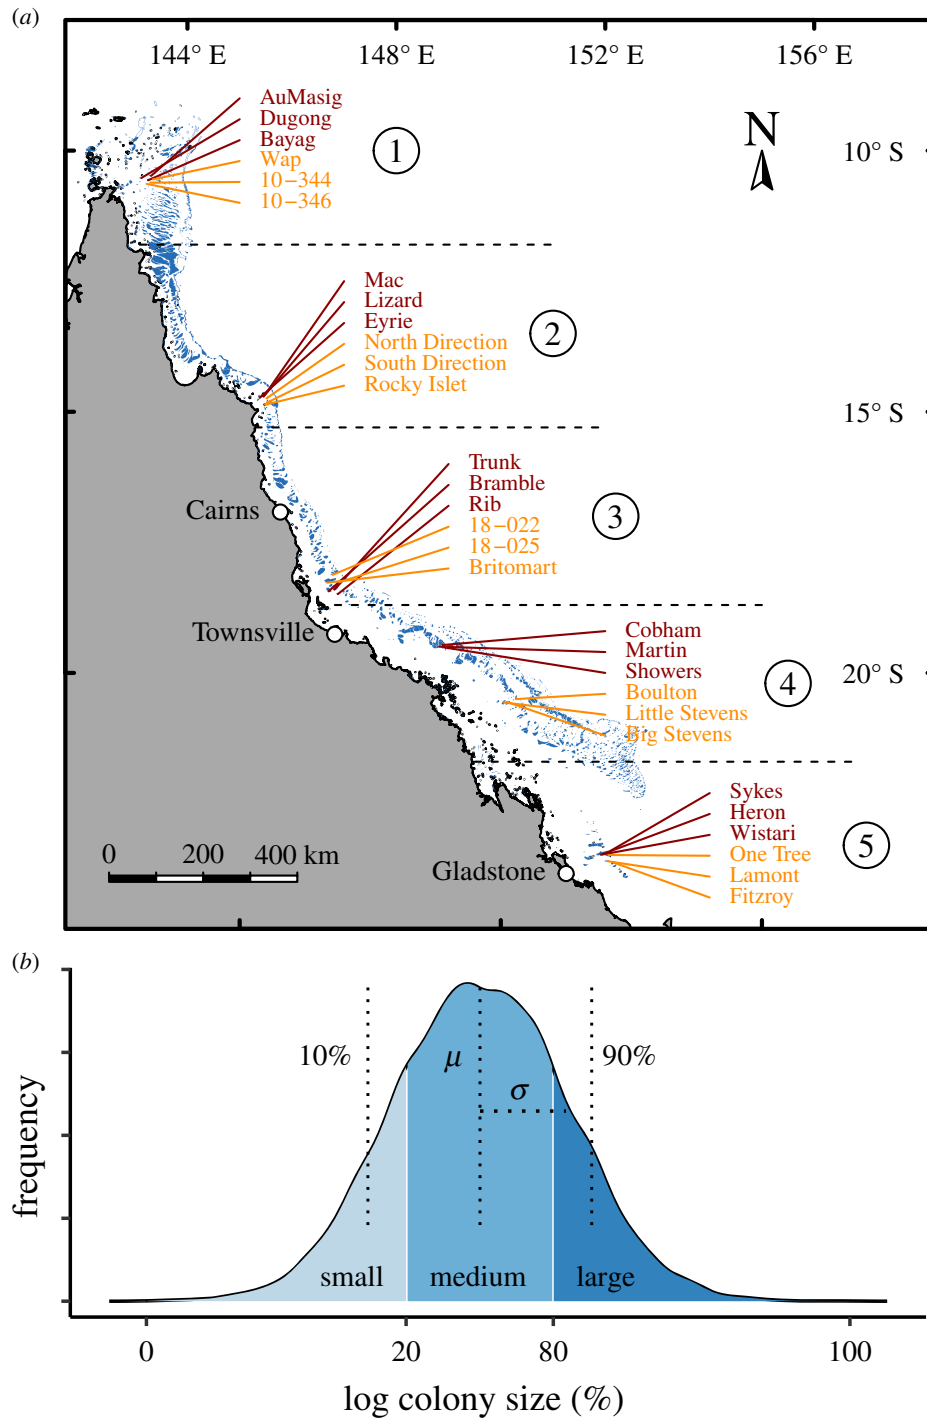 (a)
144° E 148° E 152° E 156° E
AuMasig
Dugong
Bayag
Wap
10−344
10−346
1
N
10° S
Mac
Lizard
Eyrie
North Direction
South Direction
Rocky Islet
2
15° S
Trunk
Bramble
Rib
18−022
18−025
Britomart
3
Cairns
Townsville
Cobham
Martin
Showers
Boulton
Little Stevens
Big Stevens
4
20° S
Sykes
Heron
Wistari
One Tree
Lamont
Fitzroy
5
0 200 400 km
Gladstone
(b)
frequency
10% μ σ 90%
small medium large
0 20 80 100
log colony size (%)